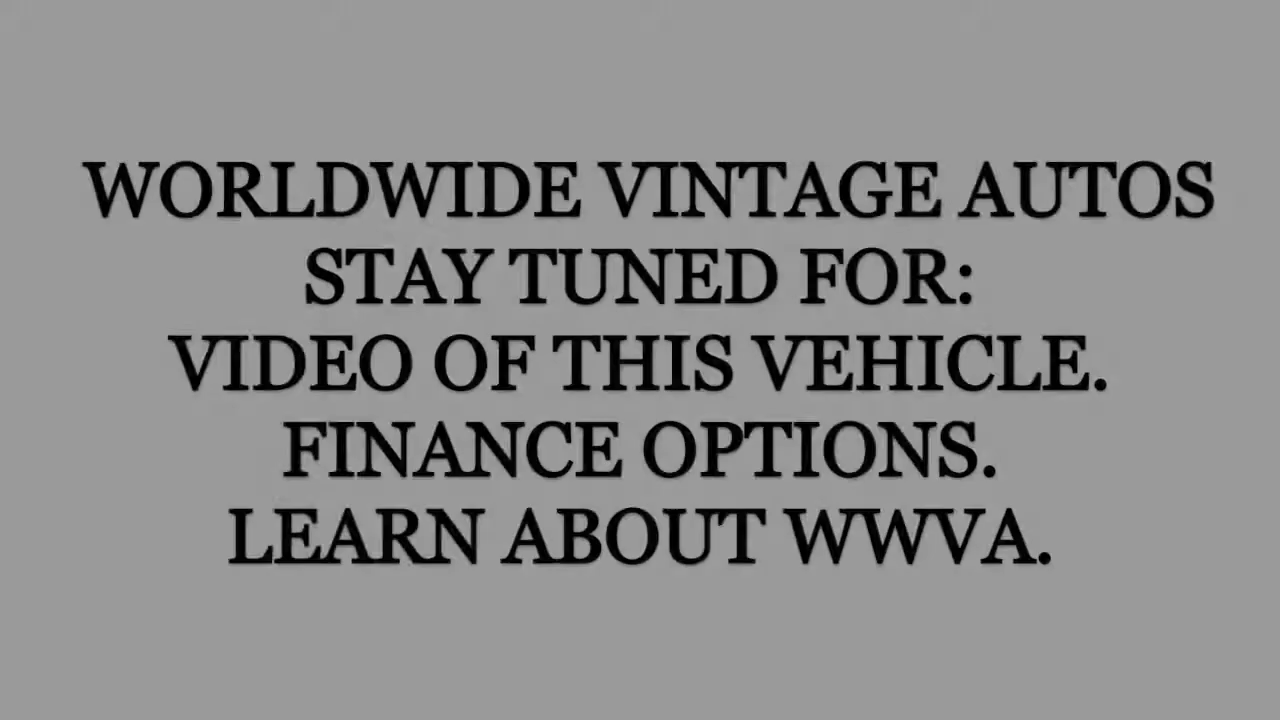 WORLDWIDE VINTAGE AUTOS
STAY TUNED FOR:
VIDEO OF THIS VEHICLE.
FINANCE OPTIONS.
LEARN ABOUT WWVA.